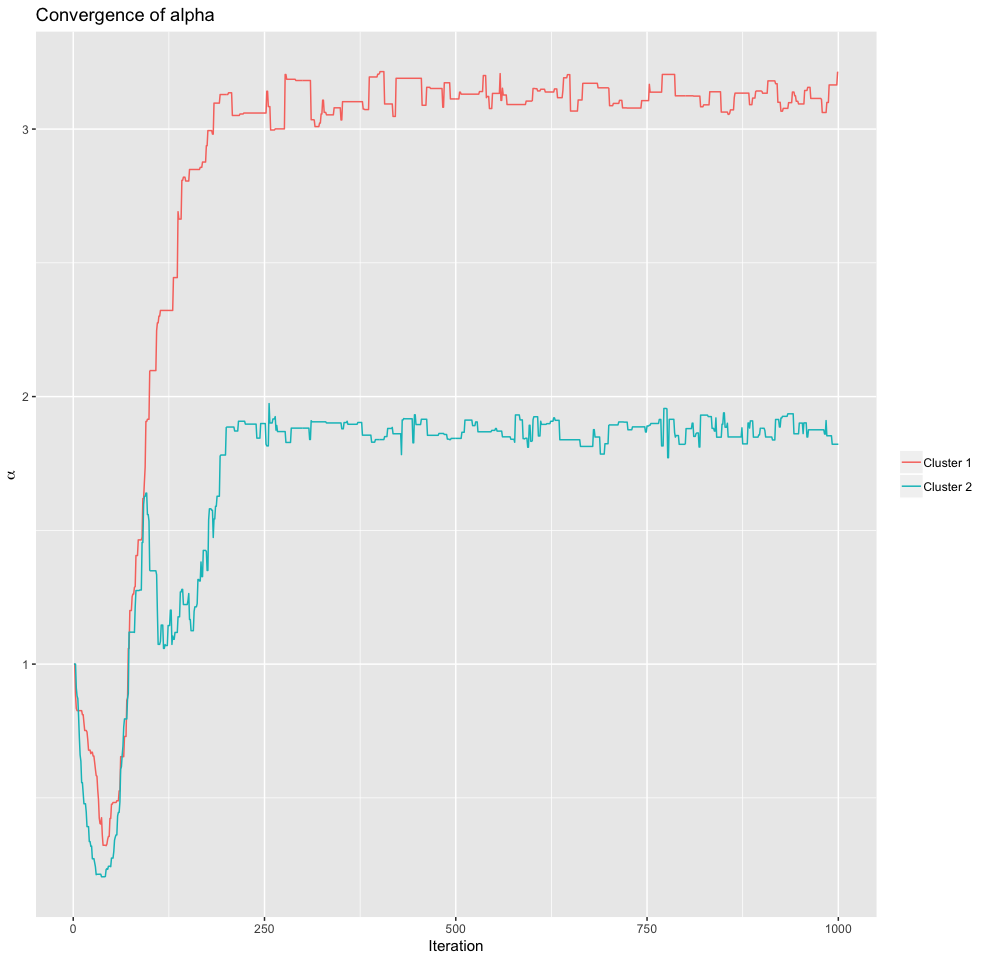 Convergence of alpha
3
2
1
α
0
250
500
750
1000
Iteration
Cluster 1
Cluster 2